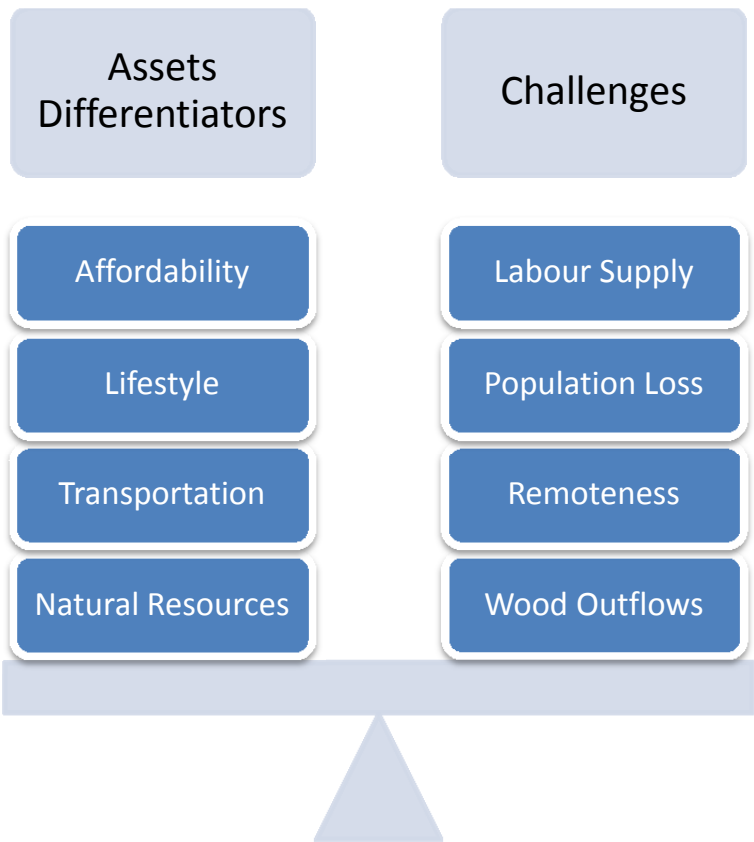 Assets
Differentiators
Affordability
Lifestyle
Transportation
Natural Resources
Challenges
Labour Supply
Population Loss
Remoteness
Wood Outflows